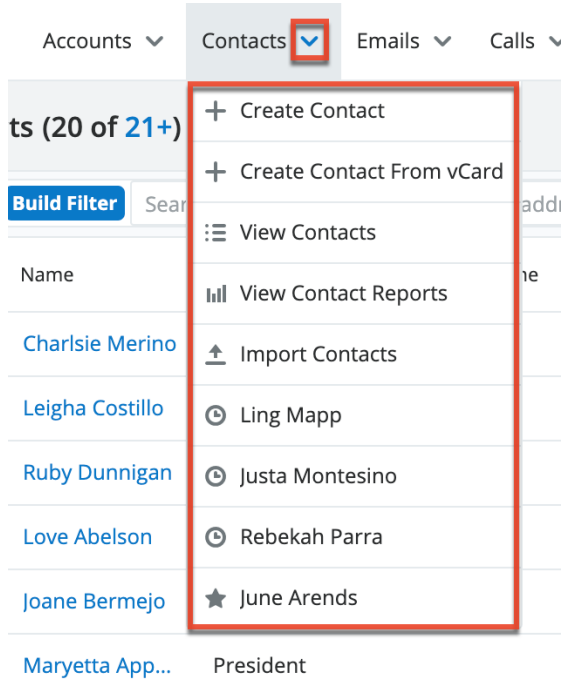 Accounts Contacts Emails Calls
ts (20 of 21+)
Create Contact
Create Contact From vCard
Build Filter
View Contacts
Name
View Contact Reports
Charlsie Merino
Import Contacts
Leigha Costillo
Ling Mapp
Ruby Dunnigan
Justa Montesino
Love Abelson
Rebekah Parra
Joane Bermejo
June Arends
Maryetta App... President